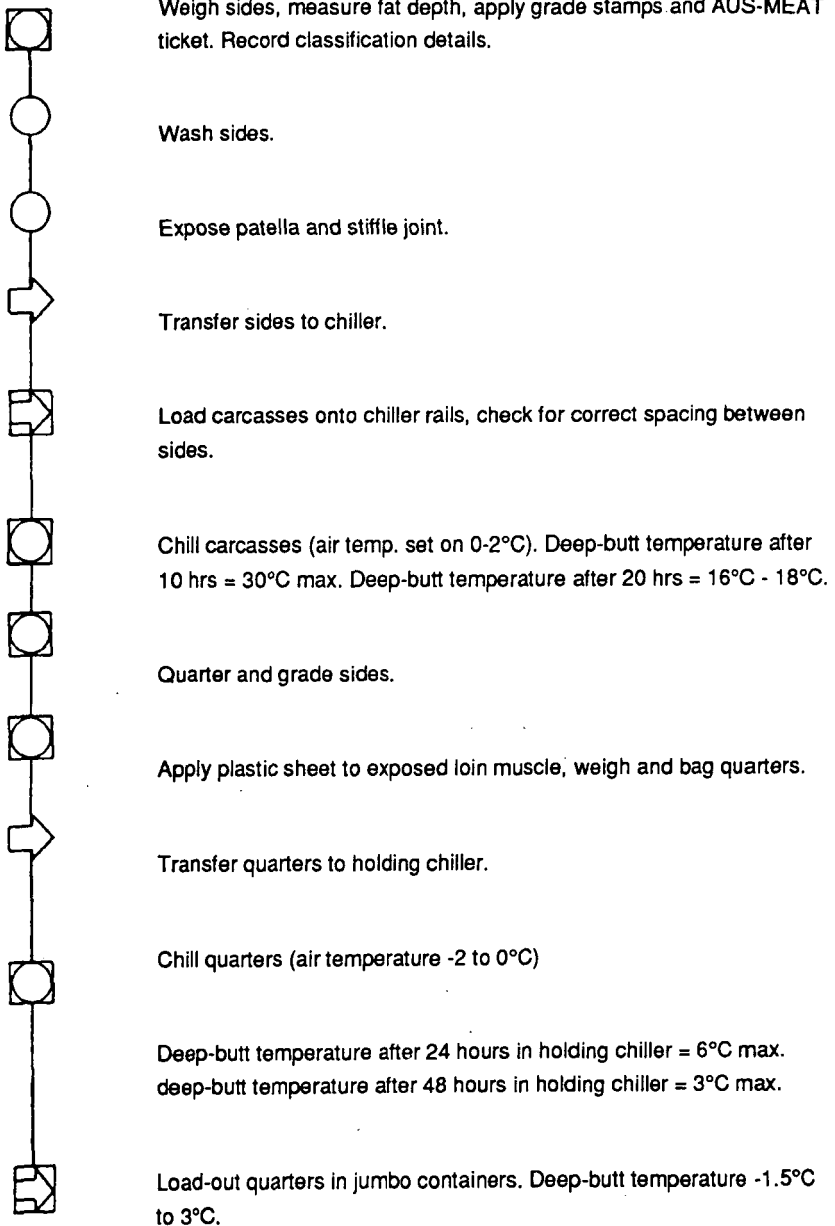 Weigh sides, measure fat depth, apply grade stamps and AUS-MEAT
ticket. Record classification details.
Wash sides.
Expose patella and stiffle joint.
Transfer sides to chiller.
Load carcasses onto chiller rails, check for correct spacing between
sides.
Chill carcasses (air temp. set on 0-2°C). Deep-butt temperature after
10 hrs = 30°C max. Deep-butt temperature after 20 hrs = 16°C - 18°C.
Quarter and grade sides.
Apply plastic sheet to exposed loin muscle, weigh and bag quarters.
Transfer quarters to holding chiller.
Chill quarters (air temperature -2 to 0°C)
Deep-butt temperature after 24 hours in holding chiller = 6°C max.
deep-butt temperature after 48 hours in holding chiller = 3°C max.
Load-out quarters in jumbo containers. Deep-butt temperature -1.5°C
to 3°C.